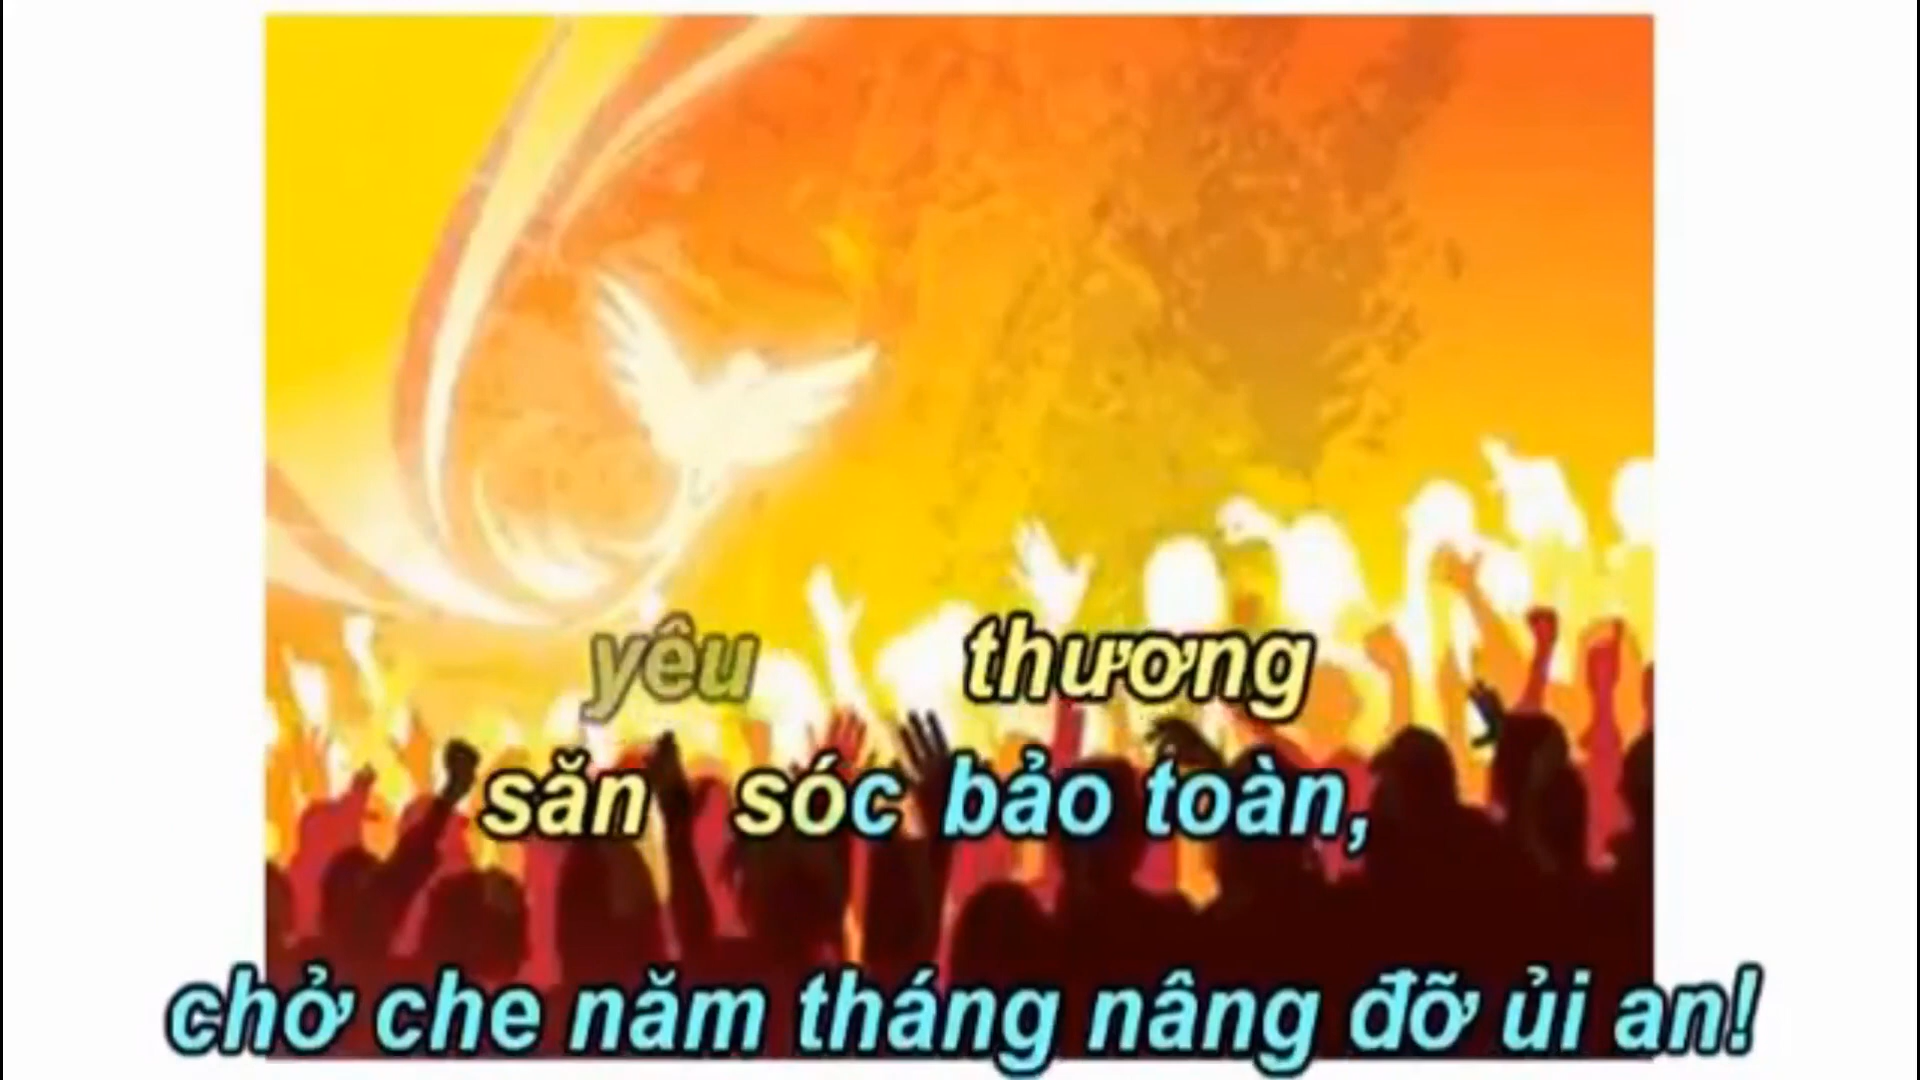 yêu thương
săn sóc bảo toàn,
chở che năm tháng nâng đỡ ủi an!